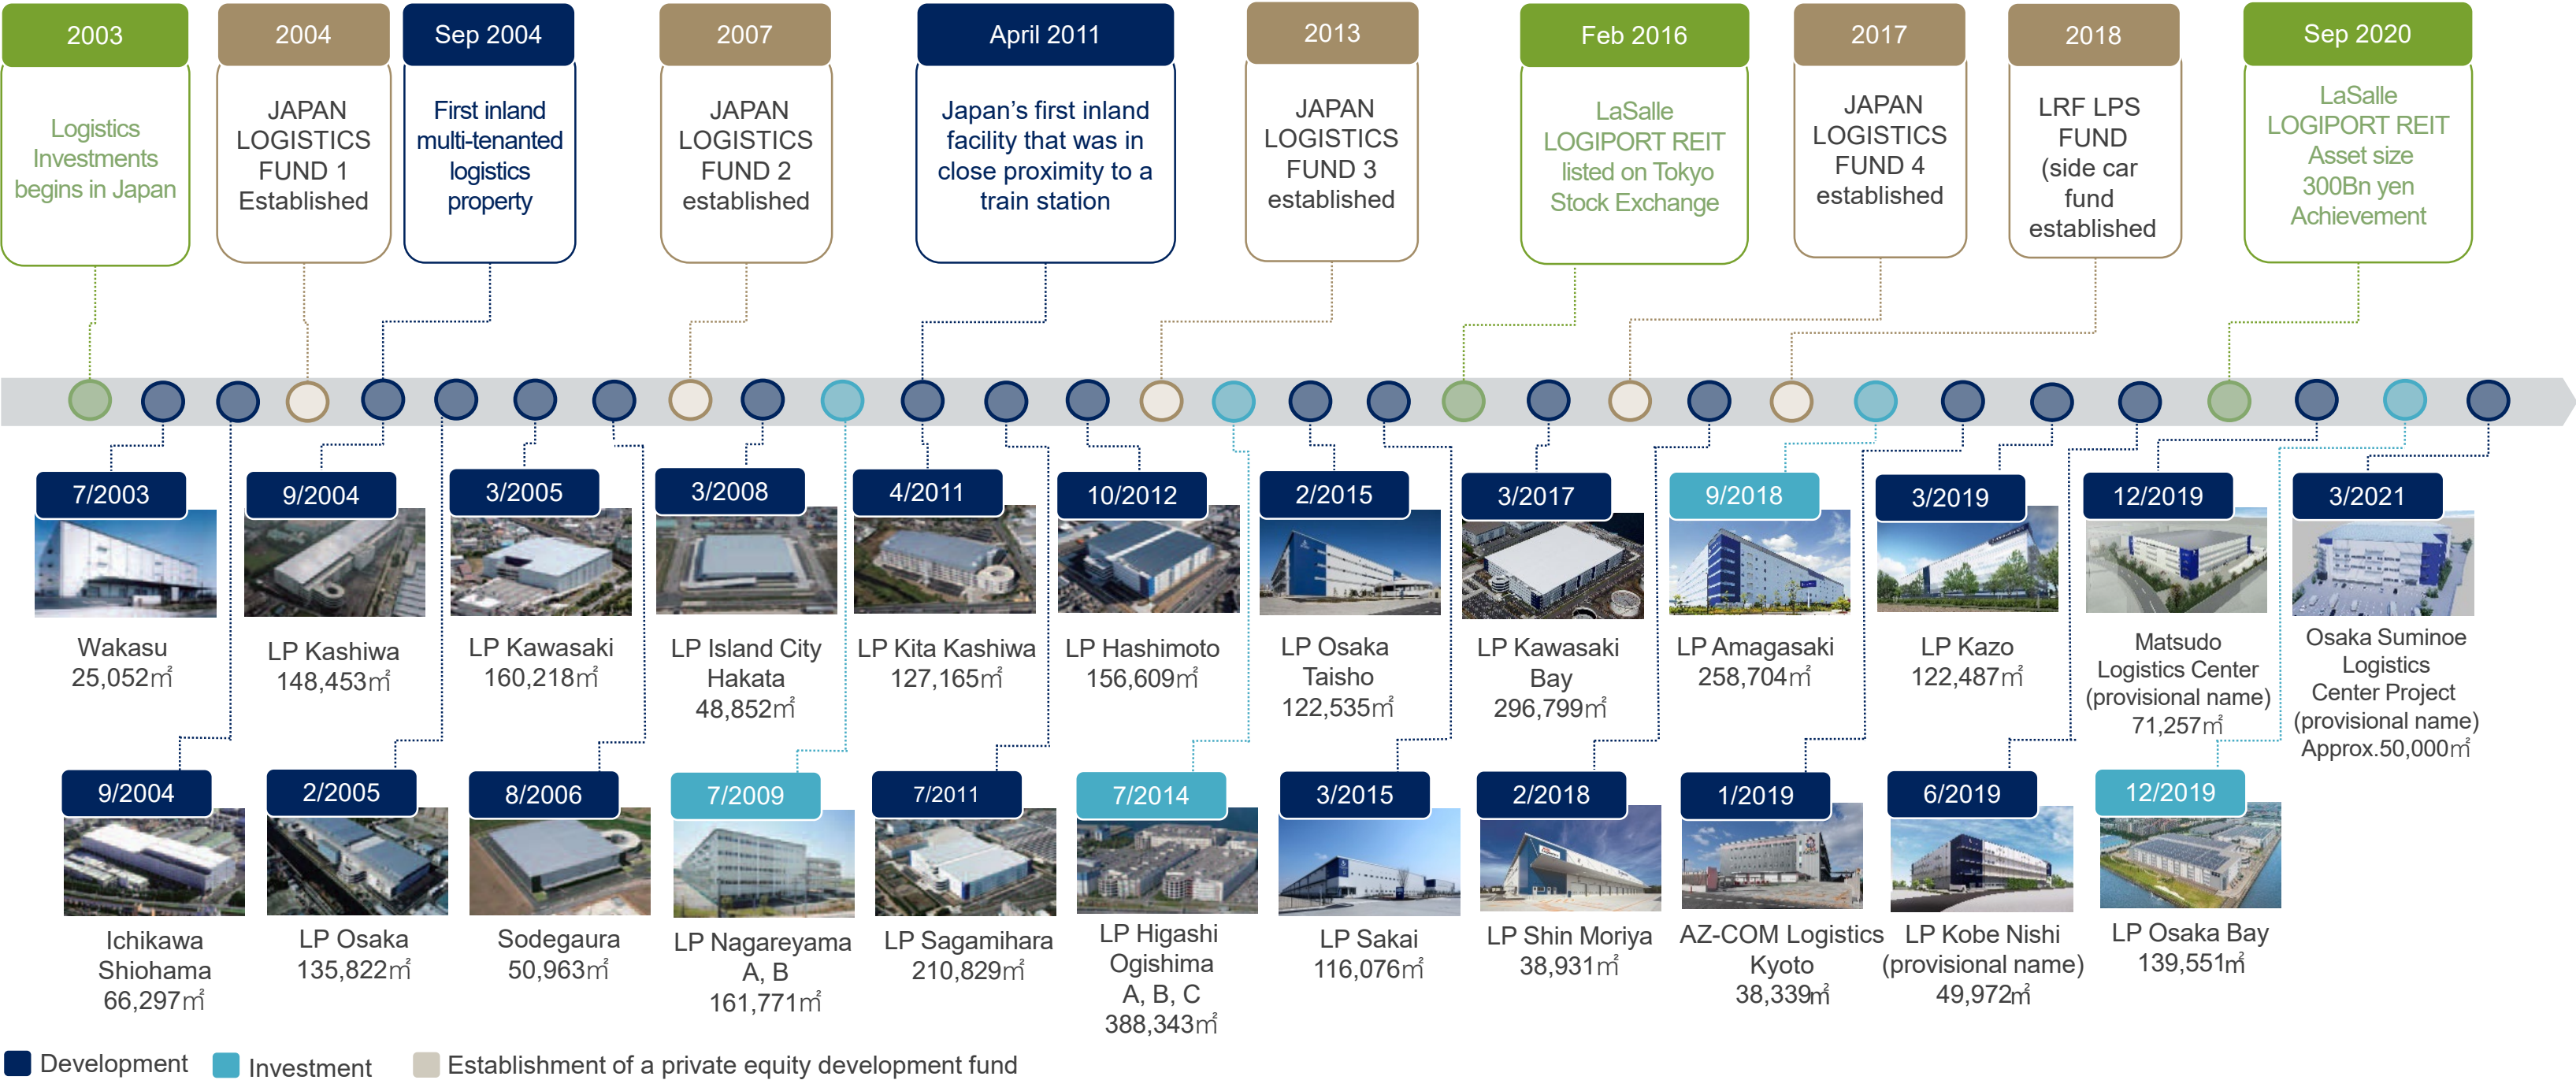 2003
Logistics
Investments
begins in Japan
2004
JAPAN
LOGISTICS
FUND 1
Established
Sep 2004
First inland
multi-tenanted
logistics
property
2007
JAPAN
LOGISTICS
FUND 2
established
April 2011
Japan’s first inland
facility that was in
close proximity to a
train station
2013
JAPAN
LOGISTICS
FUND 3
established
Feb 2016
LaSalle
LOGIPORT REIT
listed on Tokyo
Stock Exchange
2017
JAPAN
LOGISTICS
FUND 4
established
2018
LRF LPS
FUND
(side car
fund
established
Sep 2020
LaSalle
LOGIPORT REIT
Asset size
300Bn yen
Achievement
7/2003
Wakasu
25,052㎡
9/2004
LP Kashiwa
148,453㎡
3/2005
LP Kawasaki
160,218㎡
3/2008
LP Island City
Hakata
48,852㎡
4/2011
LP Kita Kashiwa
127,165㎡
10/2012
LP Hashimoto
156,609㎡
2/2015
LP Osaka
Taisho
122,535㎡
3/2017
LP Kawasaki
Bay
296,799㎡
9/2018
LP Amagasaki
258,704㎡
3/2019
LP Kazo
122,487㎡
12/2019
Matsudo
Logistics Center
(provisional name)
71,257㎡
3/2021
Osaka Suminoe
Logistics
Center Project
(provisional name)
Approx.50,000㎡
9/2004
Ichikawa
Shiohama
66,297㎡
2/2005
LP Osaka
135,822㎡
8/2006
Sodegaura
50,963㎡
7/2009
LP Nagareyama
A, B
161,771㎡
7/2011
LP Sagamihara
210,829㎡
7/2014
LP Higashi
Ogishima
A, B, C
388,343㎡
3/2015
LP Sakai
116,076㎡
2/2018
LP Shin Moriya
38,931㎡
1/2019
AZ-COM Logistics
Kyoto
38,339㎡
6/2019
LP Kobe Nishi
(provisional name)
49,972㎡
12/2019
LP Osaka Bay
139,551㎡
Development
Investment
Establishment of a private equity development fund